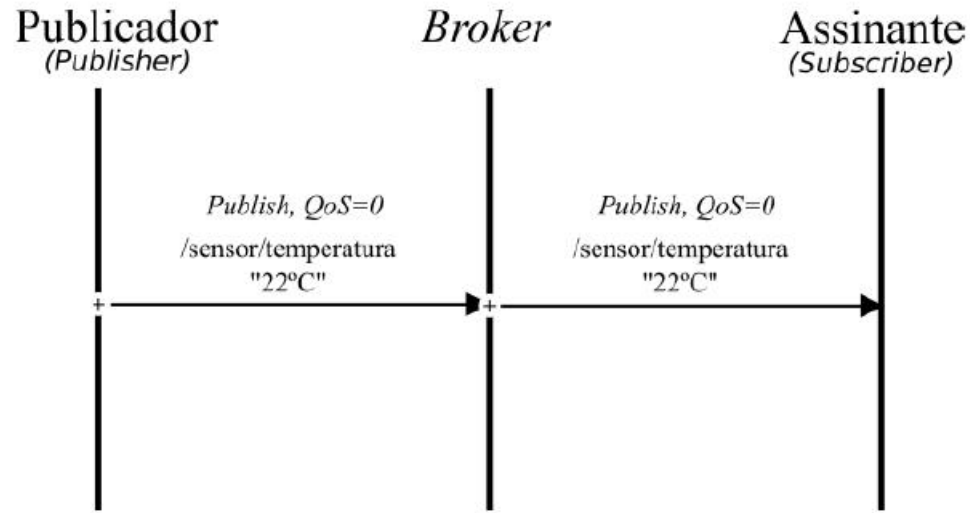 Publicador
(Publisher)
Broker
Assinante
(Subscriber)
Publish, QoS=0
/sensor/temperatura
"22ºC"
Publish, QoS=0
/sensor/temperatura
"22ºC"